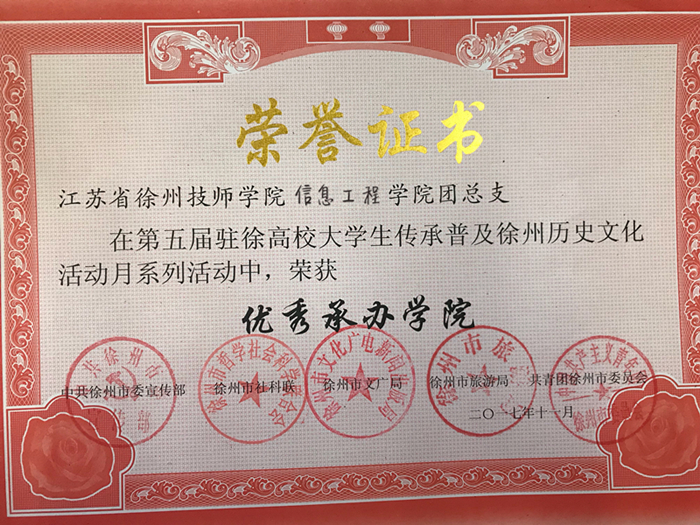 荣誉证书
江苏省徐州技师学院 信息工程 学院团总支
在第五届驻徐高校大学生传承普及徐州历史文化
活动月系列活动中，荣获
优秀承办学院
中共徐州市委宣传部 徐州市社科联 徐州市文广局 徐州市旅游局 共青团徐州市委员会
二〇一七年十一月